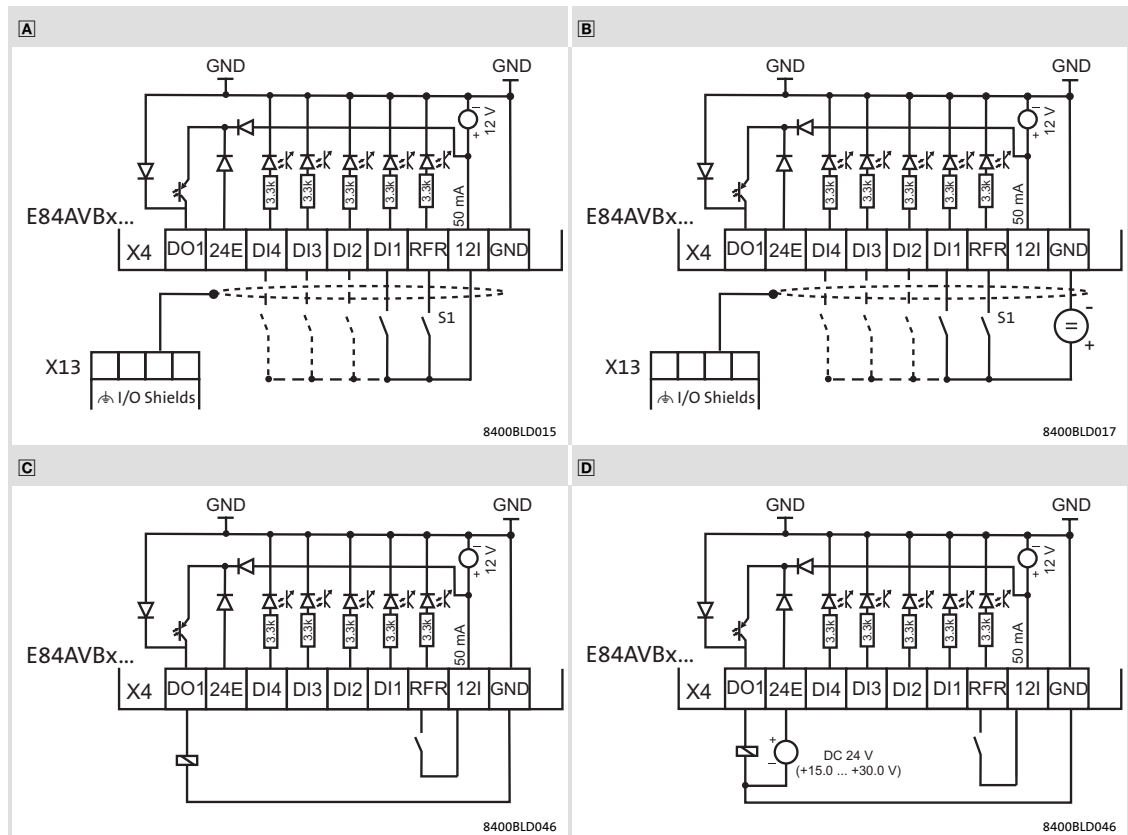 A
GND GND
+ − 12 V
3.3k 3.3k 3.3k 3.3k 3.3k 50 mA
E84AVBx...
X4 DO1 24E DI4 DI3 DI2 DI1 RFR 12I GND
S1
X13
I/O Shields
8400BLD015
B
GND GND
+ − 12 V
3.3k 3.3k 3.3k 3.3k 3.3k 50 mA
E84AVBx...
X4 DO1 24E DI4 DI3 DI2 DI1 RFR 12I GND
S1
-
=
+
X13
I/O Shields
8400BLD017
C
GND GND
+ − 12 V
3.3k 3.3k 3.3k 3.3k 3.3k 50 mA
E84AVBx...
X4 DO1 24E DI4 DI3 DI2 DI1 RFR 12I GND
8400BLD046
D
GND GND
+ − 12 V
3.3k 3.3k 3.3k 3.3k 3.3k 50 mA
E84AVBx...
X4 DO1 24E DI4 DI3 DI2 DI1 RFR 12I GND
+
−
DC 24 V
(+15.0 ... +30.0 V)
8400BLD046